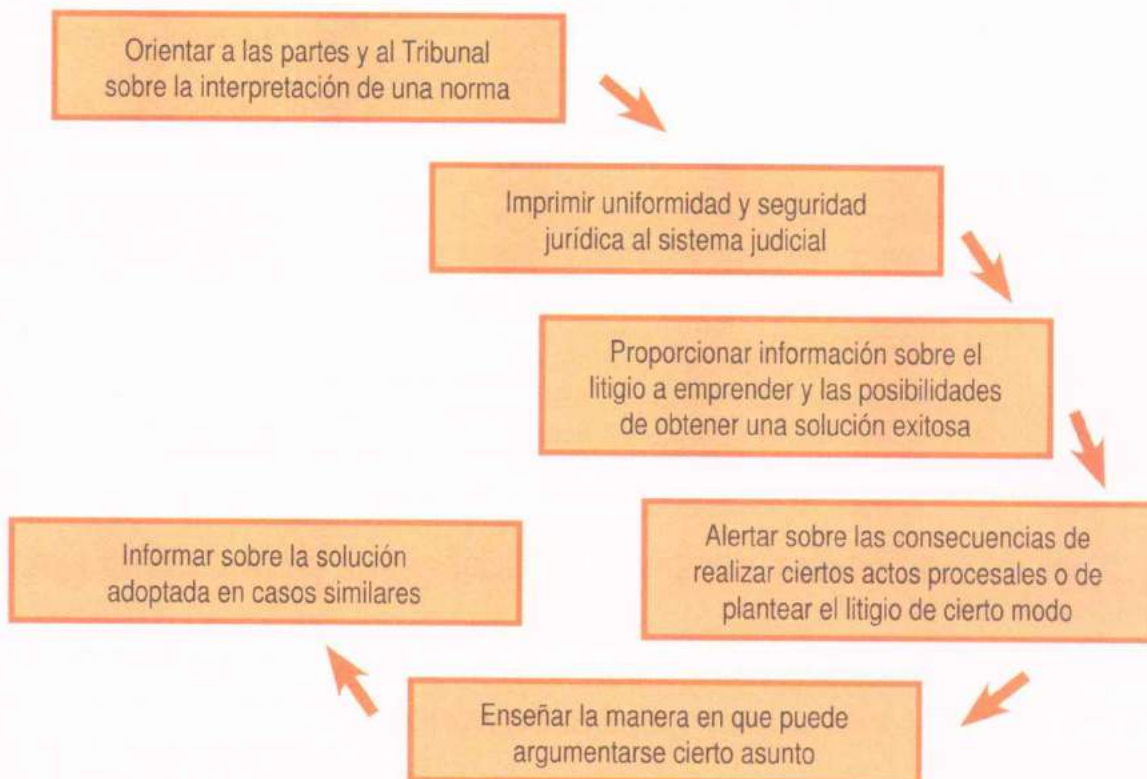 Orientar a las partes y al Tribunal
sobre la interpretación de una norma
Imprimir uniformidad y seguridad
jurídica al sistema judicial
Proporcionar información sobre el
litigio a emprender y las posibilidades
de obtener una solución exitosa
Alertar sobre las consecuencias de
realizar ciertos actos procesales o de
plantear el litigio de cierto modo
Enseñar la manera en que puede
argumentarse cierto asunto
Informar sobre la solución
adoptada en casos similares